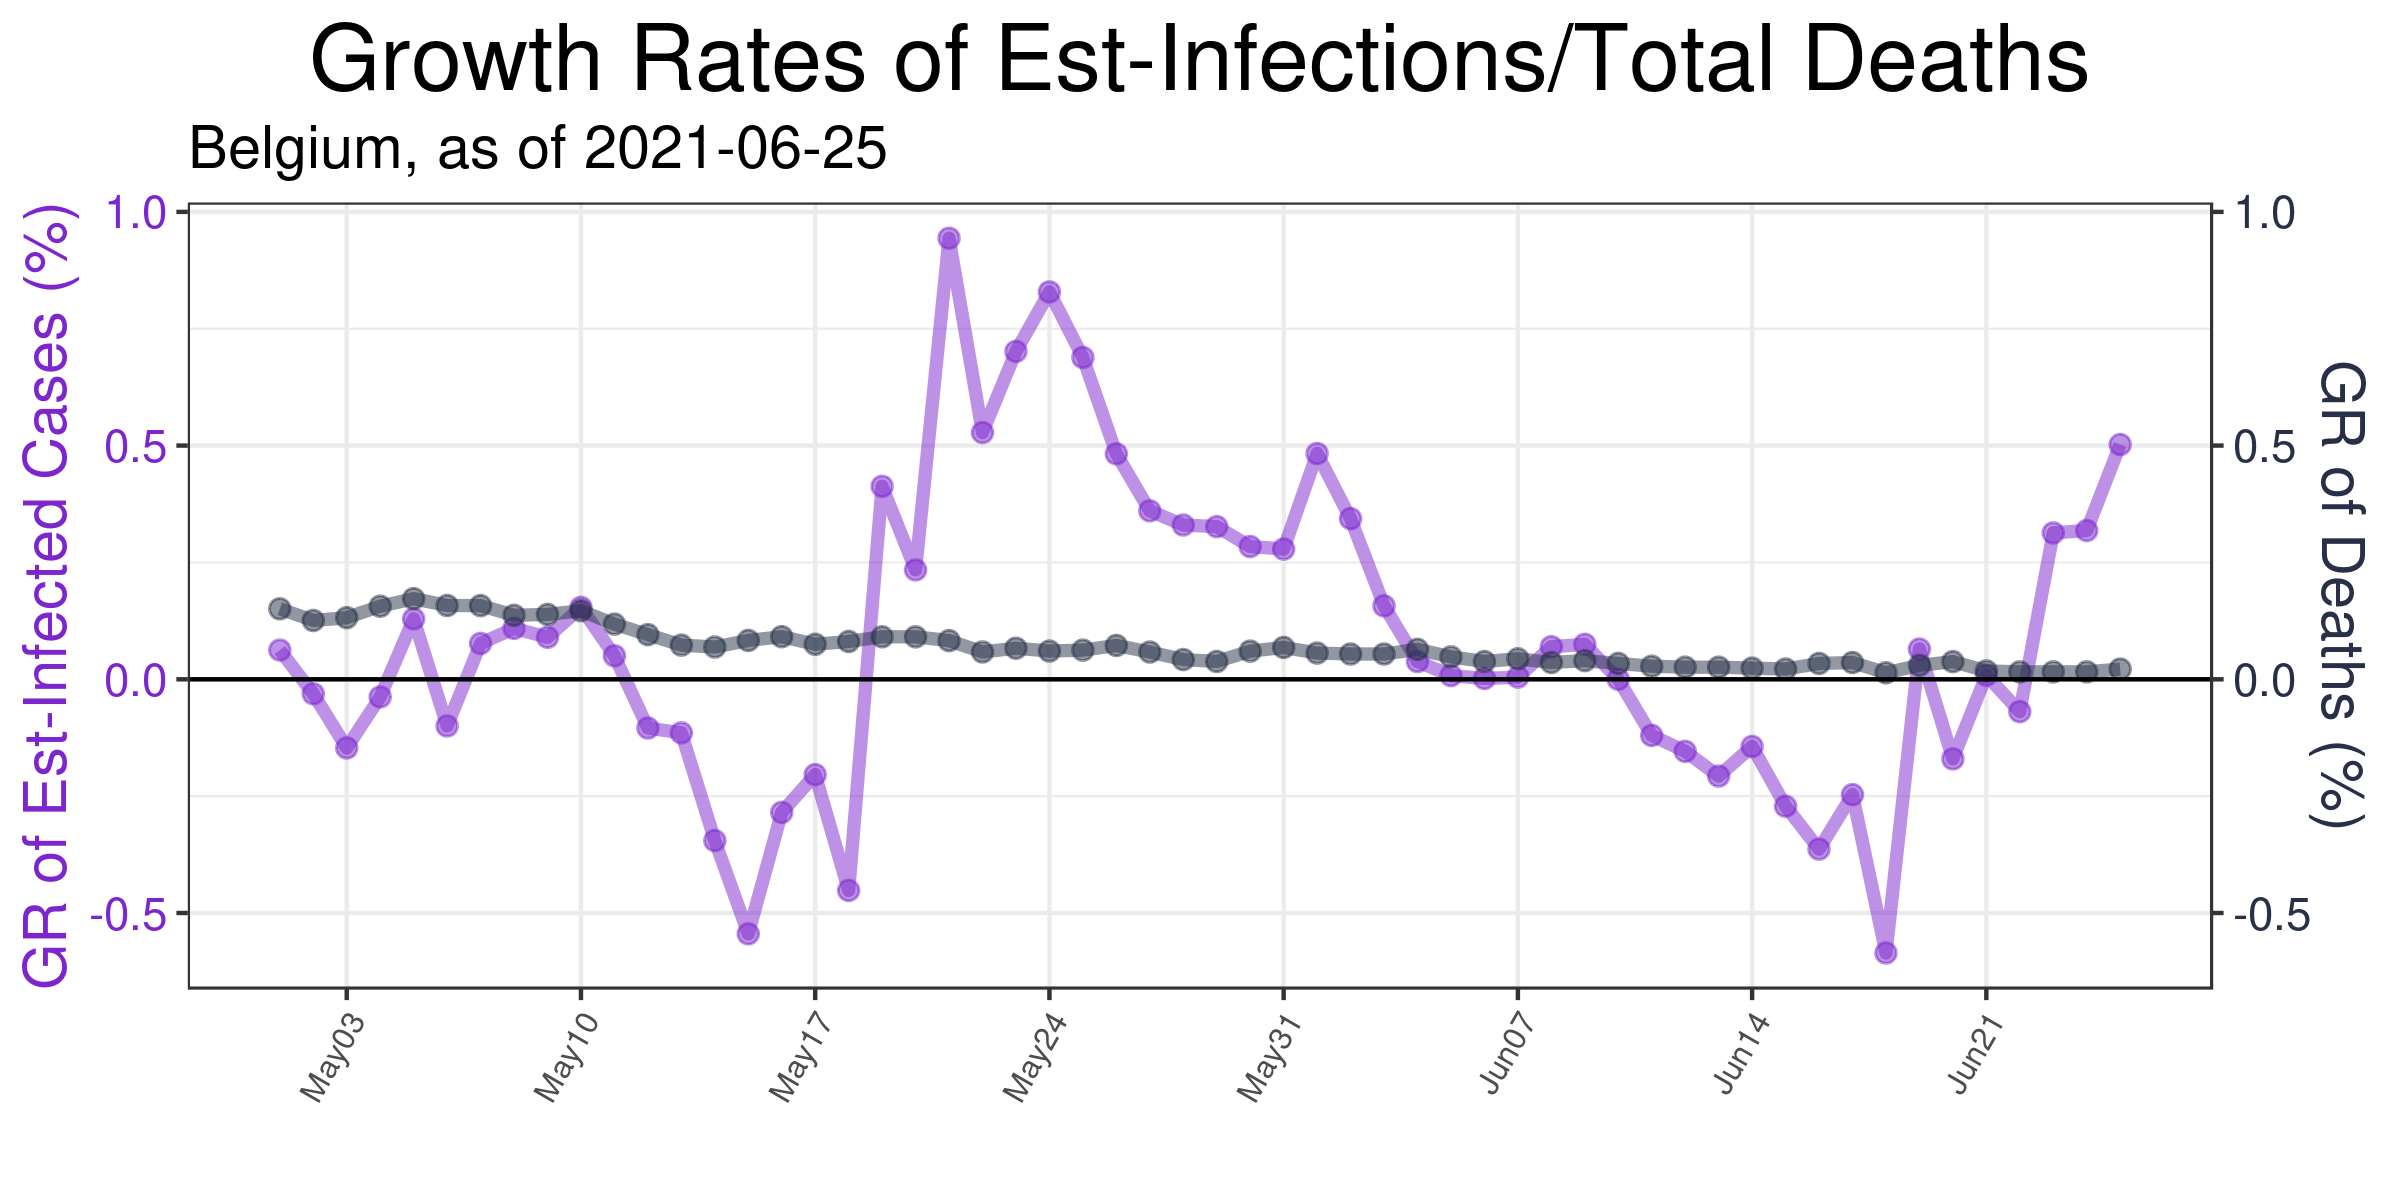 Growth Rates of Est-Infections/Total Deaths
Belgium, as of 2021-06-25
GR of Est-Infected Cases (%)
1.0
0.5
0.0
-0.5
1.0
0.5
0.0
-0.5
GR of Deaths (%)
May03
May10
May17
May24
May31
Jun07
Jun14
Jun21